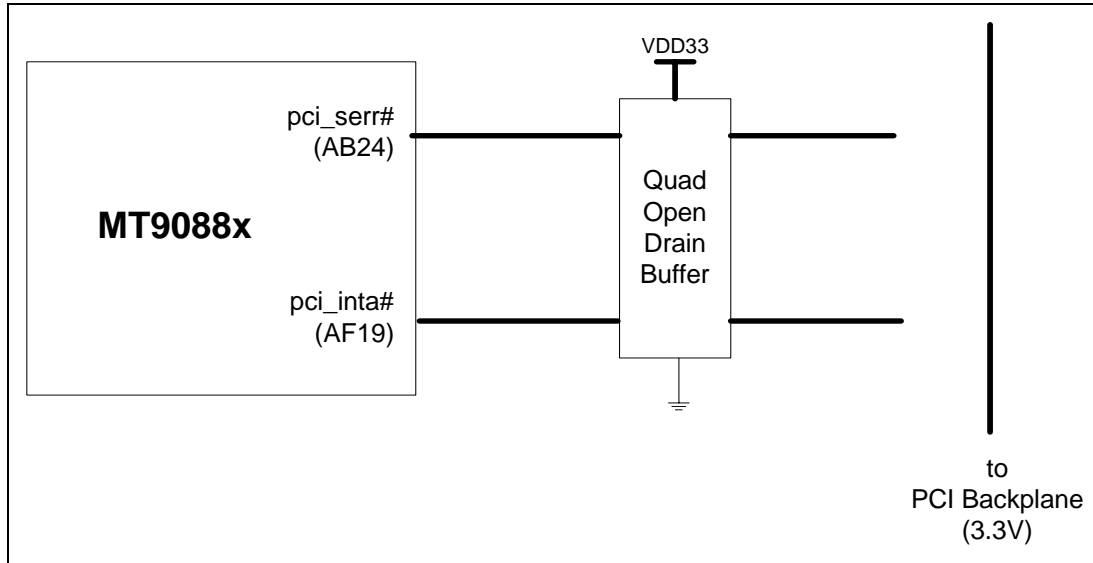 VDD33
pci_serr#
(AB24)
MT9088x
Quad
Open
Drain
Buffer
pci_inta#
(AF19)
to
PCI Backplane
(3.3V)